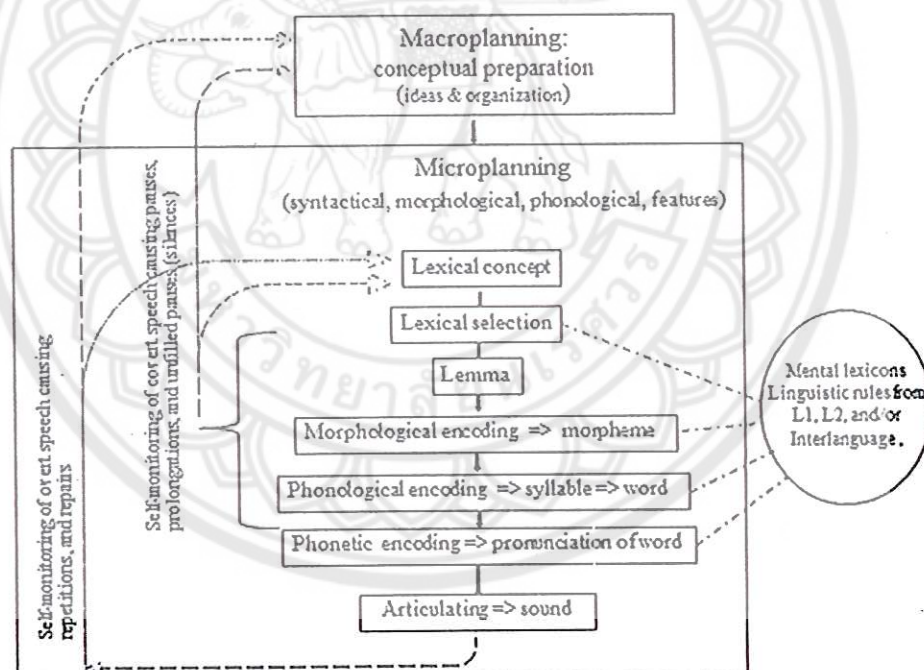 Macroplanning:
conceptual preparation
(ideas & organization)
Microplanning
(syntactical, morphological, phonological, features)
Lexical concept
Lexical selection
Lemma
Morphological encoding => morpheme
Phonological encoding => syllable => word
Phonetic encoding => pronunciation of word
Articulating => sound
Mental lexicons
Linguistic rules from
L1, L2, and/or
Interlanguage.
Self-monitoring of covert speech causing pauses,
prolongations, and unfilled pauses (silences)
Self-monitoring of overt speech causing
repetitions, and repairs